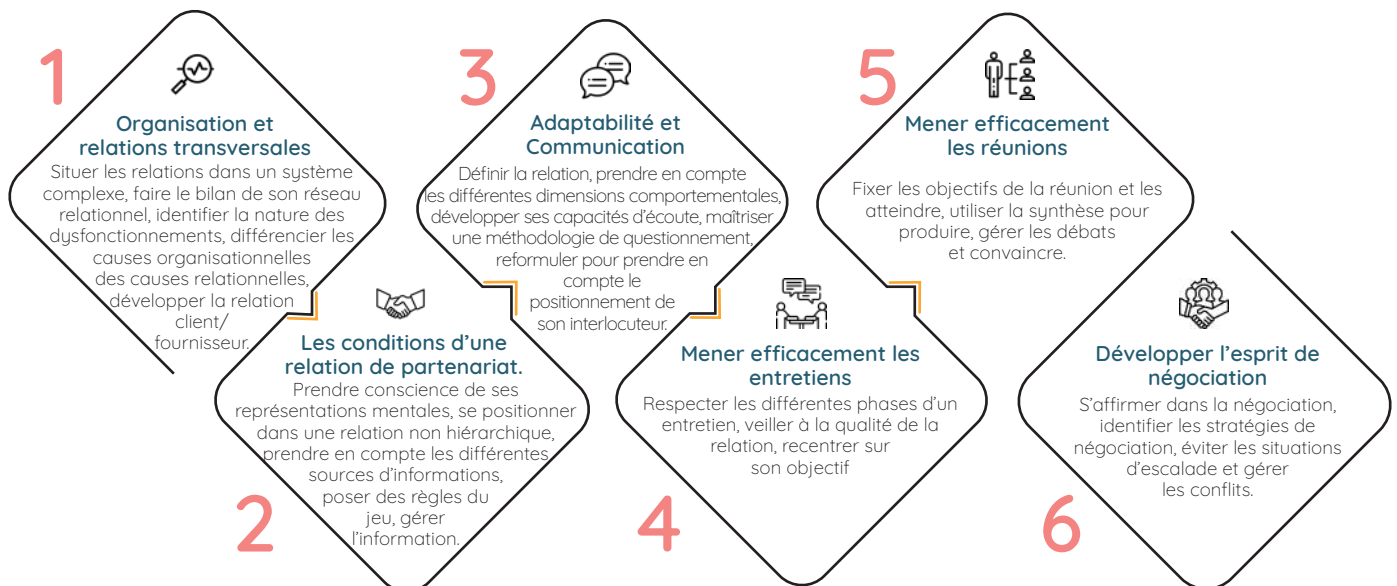 1
Organisation et
relations transversales
Situer les relations dans un système
complexe, faire le bilan de son réseau
relationnel, identifier la nature des
dysfonctionnements, différencier les
causes organisationnelles
des causes relationnelles,
développer la relation
client/
fournisseur.
2
Les conditions d’une
relation de partenariat.
Prendre conscience de ses
représentations mentales, se positionner
dans une relation non hiérarchique,
prendre en compte les différentes
sources d’informations,
poser des règles du
jeu, gérer
l’information.
3
Adaptabilité et
Communication
Définir la relation, prendre en compte
les différentes dimensions comportementales,
développer ses capacités d’écoute, maîtriser
une méthodologie de questionnement,
reformuler pour prendre en
compte le
positionnement de
son interlocuteur.
4
Mener efficacement les
entretiens
Respecter les différentes phases d’un
entretien, veiller à la qualité de la
relation, recentrer sur
son objectif
5
Mener efficacement
les réunions
Fixer les objectifs de la réunion et les
atteindre, utiliser la synthèse pour
produire, gérer les débats
et convaincre.
6
Développer l’esprit de
négociation
S’affirmer dans la négociation,
identifier les stratégies de
négociation, éviter les situations
d’escalade et gérer
les conflits.